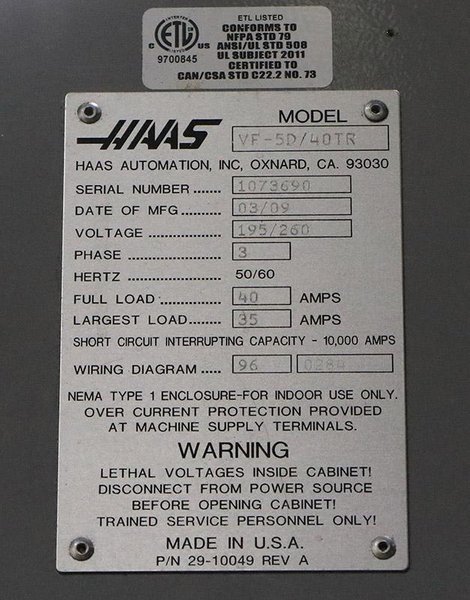 ETL LISTED
CONFORMS TO
NFPA STD 79
ANSI/UL STD 508
UL SUBJECT 2011
CERTIFIED TO
CAN/CSA STD C22.2 NO. 73
ETL
C US
9700845
HAAS
MODEL
VF-5D/40TR
HAAS AUTOMATION, INC, OXNARD, CA. 93030
SERIAL NUMBER ...... 1073690
DATE OF MFG ........... 03/09
VOLTAGE ................. 195/260
PHASE .................... 3
HERTZ 50/60
FULL LOAD ............. 40 AMPS
LARGEST LOAD...... 35 AMPS
SHORT CIRCUIT INTERRUPTING CAPACITY - 10,000 AMPS
WIRING DIAGRAM ..... 96 0284
NEMA TYPE 1 ENCLOSURE-FOR INDOOR USE ONLY.
OVER CURRENT PROTECTION PROVIDED
AT MACHINE SUPPLY TERMINALS.
WARNING
LETHAL VOLTAGES INSIDE CABINET!
DISCONNECT FROM POWER SOURCE
BEFORE OPENING CABINET!
TRAINED SERVICE PERSONNEL ONLY!
MADE IN U.S.A.
P/N 29-10049 REV A